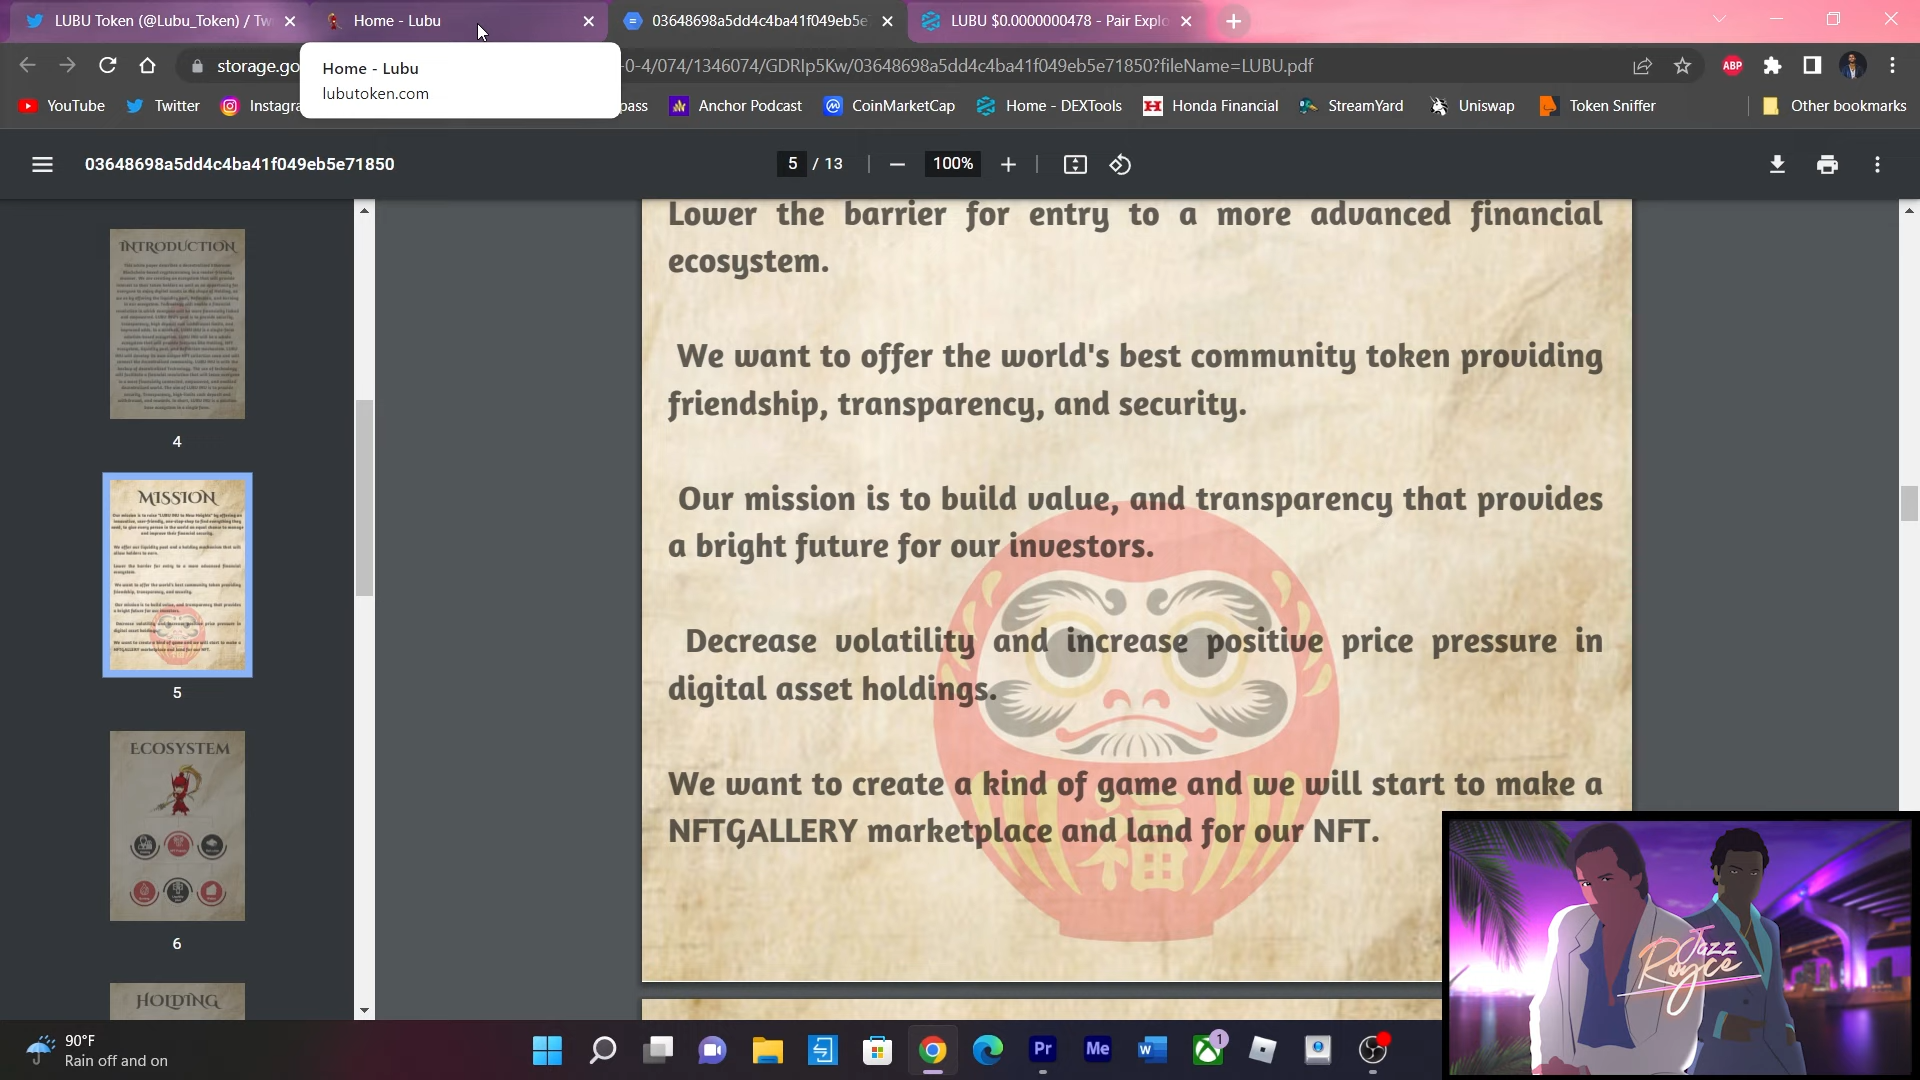 LUBU Token (@Lubu_Token) / Tw
Home - Lubu
03648698a5dd4c4ba41f049eb5e
LUBU $0.0000000478 - Pair Explo
storage.go
-0-4/074/1346074/GDRIp5Kw/03648698a5dd4c4ba41f049eb5e71850?fileName=LUBU.pdf
ABP
Home - Lubu
lubutoken.com
YouTube
Twitter
Instagra
pass
Anchor Podcast
CoinMarketCap
Home - DEXTools
Honda Financial
StreamYard
Uniswap
Token Sniffer
Other bookmarks
03648698a5dd4c4ba41f049eb5e71850
5 / 13
100%
INTRODUCTION
4
MISSION
5
ECOSYSTEM
6
HOLDING
Lower the barrier for entry to a more advanced financial
ecosystem.
We want to offer the world's best community token providing
friendship, transparency, and security.
Our mission is to build value, and transparency that provides
a bright future for our investors.
Decrease volatility and increase positive price pressure in
digital asset holdings.
We want to create a kind of game and we will start to make a
NFTGALLERY marketplace and land for our NFT.
福
Jazz
Royce
90°F
Rain off and on
Pr
Me
W
1